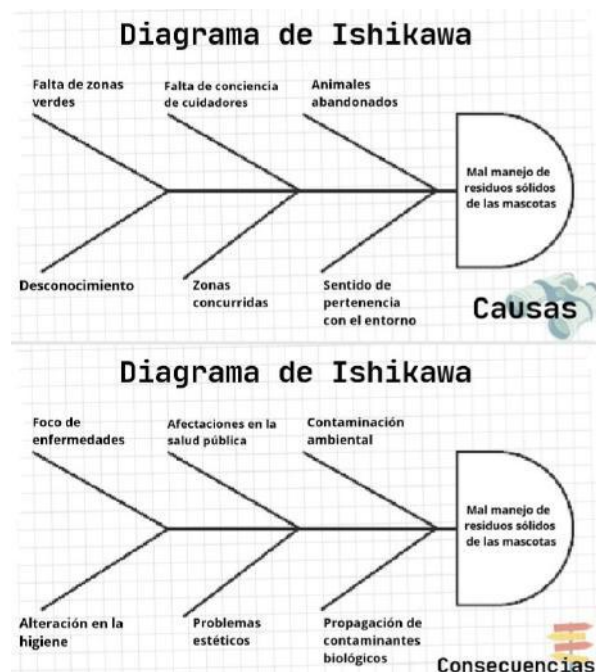 Diagrama de Ishikawa
Falta de zonas
verdes
Falta de conciencia
de cuidadores
Animales
abandonados
Mal manejo de
residuos sólidos
de las mascotas
Desconocimiento
Zonas
concurridas
Sentido de
pertenencia
con el entorno
Causas
Diagrama de Ishikawa
Foco de
enfermedades
Afectaciones en la
salud pública
Contaminación
ambiental
Mal manejo de
residuos sólidos
de las mascotas
Alteración en la
higiene
Problemas
estéticos
Propagación de
contaminantes
biológicos
Consecuencias